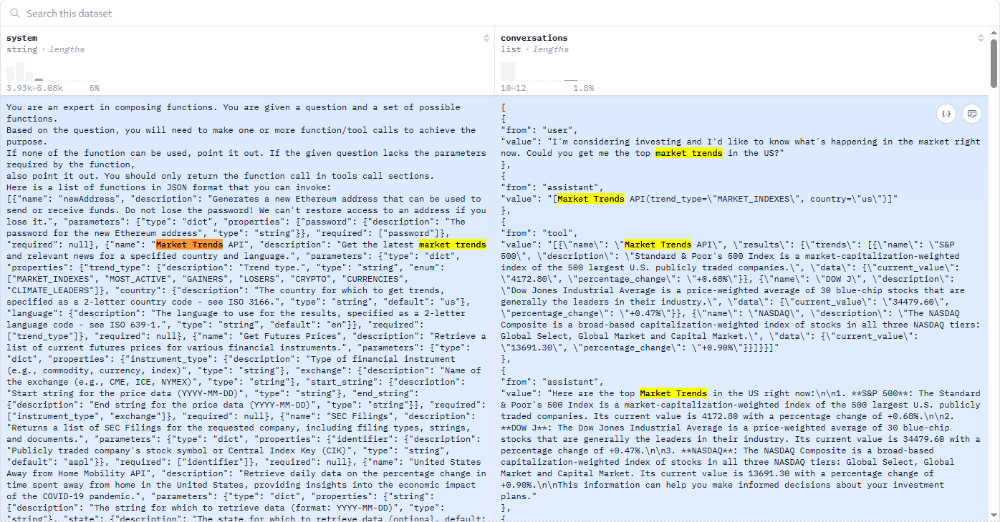 Search this dataset
system
string · lengths
3.93k↔5.08k 5%
You are an expert in composing functions. You are given a question and a set of possible
functions.
Based on the question, you will need to make one or more function/tool calls to achieve the
purpose.
If none of the function can be used, point it out. If the given question lacks the parameters
required by the function,
also point it out. You should only return the function call in tools call sections.
Here is a list of functions in JSON format that you can invoke:
[{"name": "newAddress", "description": "Generates a new Ethereum address that can be used to
send or receive funds. Do not lose the password! We can't restore access to an address if you
lose it.", "parameters": {"type": "dict", "properties": {"password": {"description": "The
password for the new Ethereum address", "type": "string"}}, "required": ["password"]},
"required": null}, {"name": "Market Trends API", "description": "Get the latest market trends
and relevant news for a specified country and language.", "parameters": {"type": "dict",
"properties": {"trend_type": {"description": "Trend type.", "type": "string", "enum":
["MARKET_INDEXES", "MOST_ACTIVE", "GAINERS", "LOSERS", "CRYPTO", "CURRENCIES",
"CLIMATE_LEADERS"]}, "country": {"description": "The country for which to get trends,
specified as a 2-letter country code - see ISO 3166.", "type": "string", "default": "us"},
"language": {"description": "The language to use for the results, specified as a 2-letter
language code - see ISO 639-1.", "type": "string", "default": "en"}}, "required":
["trend_type"]}, "required": null}, {"name": "Get Futures Prices", "description": "Retrieve a
list of current futures prices for various financial instruments.", "parameters": {"type":
"dict", "properties": {"instrument_type": {"description": "Type of financial instrument
(e.g., commodity, currency, index)", "type": "string"}, "exchange": {"description": "Name of
the exchange (e.g., CME, ICE, NYMEX)", "type": "string"}, "start_string": {"description":
"Start string for the price data (YYYY-MM-DD)", "type": "string"}, "end_string":
{"description": "End string for the price data (YYYY-MM-DD)", "type": "string"}}, "required":
["instrument_type", "exchange"]}, "required": null}, {"name": "SEC Filings", "description":
"Returns a list of SEC Filings for the requested company, including filing types, strings,
and documents.", "parameters": {"type": "dict", "properties": {"identifier": {"description":
"Publicly traded company's stock symbol or Central Index Key (CIK)", "type": "string",
"default": "aapl"}}, "required": ["identifier"]}, "required": null}, {"name": "United States
Away from Home Mobility API", "description": "Retrieve daily data on the percentage change in
time spent away from home in the United States, providing insights into the economic impact
of the COVID-19 pandemic.", "parameters": {"type": "dict", "properties": {"string":
{"description": "The string for which to retrieve data (format: YYYY-MM-DD)", "type":
"string"}, "state": {"description": "The state for which to retrieve data (optional, default:
conversations
list · lengths
10↔12 1.8%
[
{
"from": "user",
"value": "I'm considering investing and I'd like to know what's happening in the market right
now. Could you get me the top market trends in the US?"
},
{
"from": "assistant",
"value": "[Market Trends API(trend_type=\"MARKET_INDEXES\", country=\"us\")]"
},
{
"from": "tool",
"value": "[{\"name\": \"Market Trends API\", \"results\": {\"trends\": [{\"name\": \"S&P
500\", \"description\": \"Standard & Poor's 500 Index is a market-capitalization-weighted
index of the 500 largest U.S. publicly traded companies.\", \"data\": {\"current_value\":
\"4172.80\", \"percentage_change\": \"+0.68%\"}}, {\"name\": \"DOW J\", \"description\":
\"Dow Jones Industrial Average is a price-weighted average of 30 blue-chip stocks that are
generally the leaders in their industry.\", \"data\": {\"current_value\": \"34479.60\",
\"percentage_change\": \"+0.47%\"}}, {\"name\": \"NASDAQ\", \"description\": \"The NASDAQ
Composite is a broad-based capitalization-weighted index of stocks in all three NASDAQ tiers:
Global Select, Global Market and Capital Market.\", \"data\": {\"current_value\":
\"13691.30\", \"percentage_change\": \"+0.90%\"}}]}}]"
},
{
"from": "assistant",
"value": "Here are the top Market Trends in the US right now:\n\n1. **S&P 500**: The Standard
& Poor's 500 Index is a market-capitalization-weighted index of the 500 largest U.S. publicly
traded companies. Its current value is 4172.80 with a percentage change of +0.68%.\n\n2.
**DOW J**: The Dow Jones Industrial Average is a price-weighted average of 30 blue-chip
stocks that are generally the leaders in their industry. Its current value is 34479.60 with a
percentage change of +0.47%.\n\n3. **NASDAQ**: The NASDAQ Composite is a broad-based
capitalization-weighted index of stocks in all three NASDAQ tiers: Global Select, Global
Market and Capital Market. Its current value is 13691.30 with a percentage change of
+0.90%.\n\nThis information can help you make informed decisions about your investment
plans."
},
{